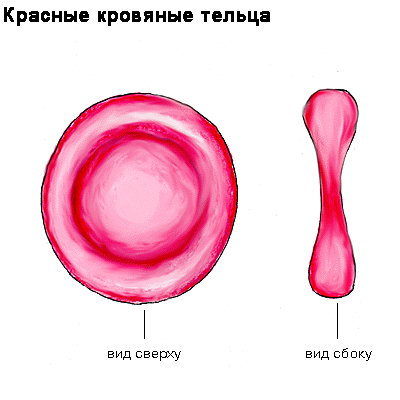 Красные кровяные тельца
вид сверху
вид сбоку